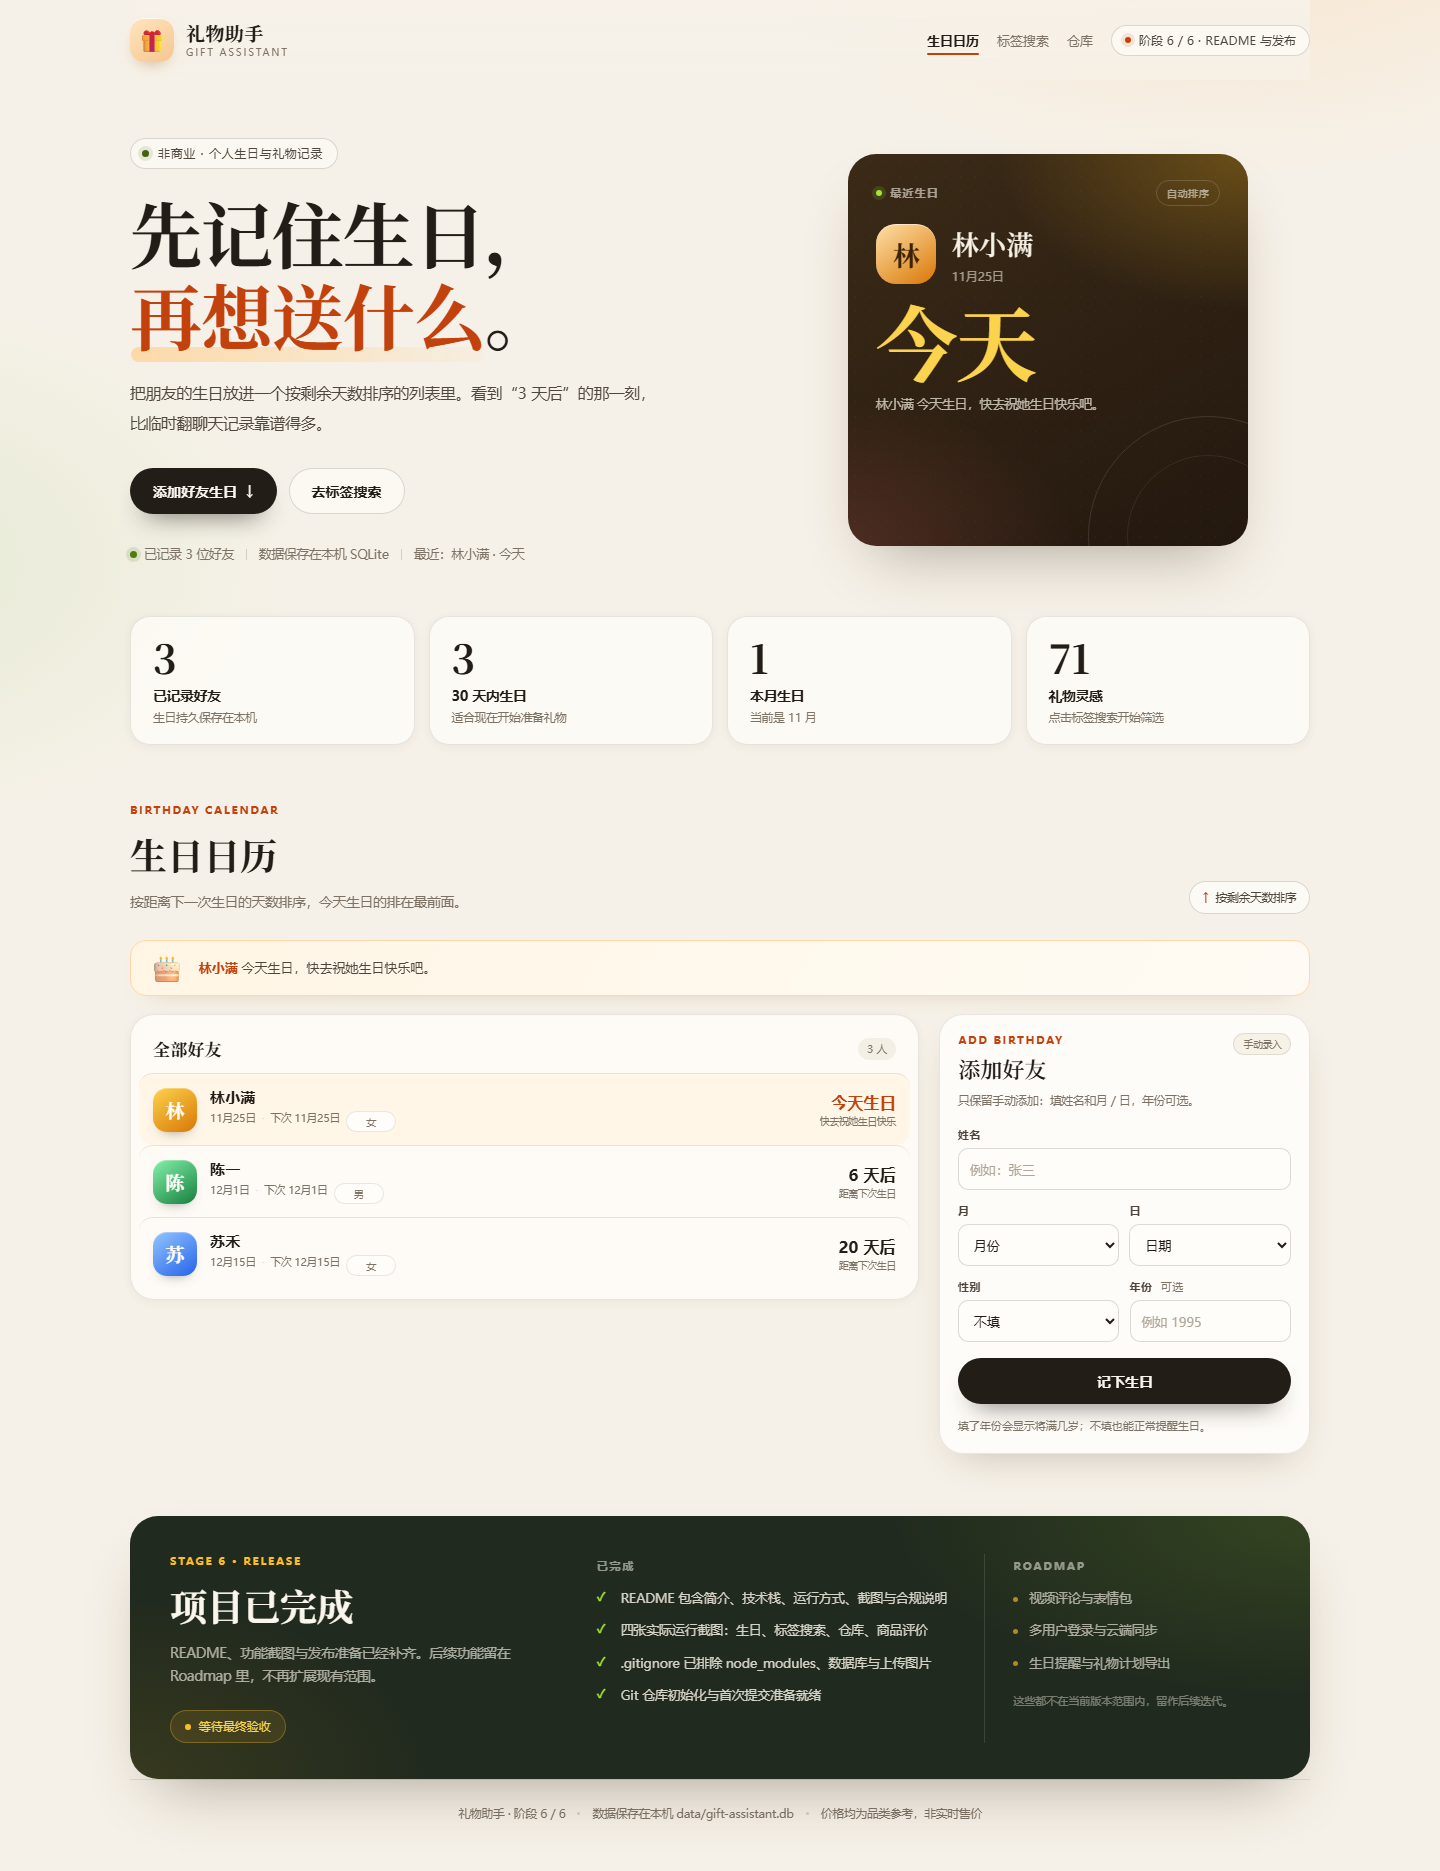 礼物助手
GIFT ASSISTANT
生日日历
标签搜索
仓库
阶段 6 / 6 · README 与发布
非商业 · 个人生日与礼物记录
先记住生日，
再想送什么。
把朋友的生日放进一个按剩余天数排序的列表里。看到“3 天后”的那一刻，
比临时翻聊天记录靠谱得多。
添加好友生日 ↓
去标签搜索
已记录 3 位好友
数据保存在本机 SQLite
最近：林小满 · 今天
最近生日
自动排序
林
林小满
11月25日
今天
林小满 今天生日，快去祝她生日快乐吧。
3
已记录好友
生日持久保存在本机
3
30 天内生日
适合现在开始准备礼物
1
本月生日
当前是 11 月
71
礼物灵感
点击标签搜索开始筛选
BIRTHDAY CALENDAR
生日日历
按距离下一次生日的天数排序，今天生日的排在最前面。
↑ 按剩余天数排序
林小满 今天生日，快去祝她生日快乐吧。
全部好友
3 人
林
林小满
11月25日 · 下次 11月25日
女
今天生日
快去祝她生日快乐
陈
陈一
12月1日 · 下次 12月1日
男
6 天后
距离下次生日
苏
苏禾
12月15日 · 下次 12月15日
女
20 天后
距离下次生日
ADD BIRTHDAY
手动录入
添加好友
只保留手动添加：填姓名和月 / 日，年份可选。
姓名
例如：张三
月
日
月份
日期
性别
年份 可选
不填
例如 1995
记下生日
填了年份会显示将满几岁；不填也能正常提醒生日。
STAGE 6 • RELEASE
项目已完成
README、功能截图与发布准备已经补齐。后续功能留在
Roadmap 里，不再扩展现有范围。
等待最终验收
已完成
✓ README 包含简介、技术栈、运行方式、截图与合规说明
✓ 四张实际运行截图：生日、标签搜索、仓库、商品评价
✓ .gitignore 已排除 node_modules、数据库与上传图片
✓ Git 仓库初始化与首次提交准备就绪
ROADMAP
视频评论与表情包
多用户登录与云端同步
生日提醒与礼物计划导出
这些都不在当前版本范围内，留作后续迭代。
礼物助手 · 阶段 6 / 6 · 数据保存在本机 data/gift-assistant.db · 价格均为品类参考，非实时售价